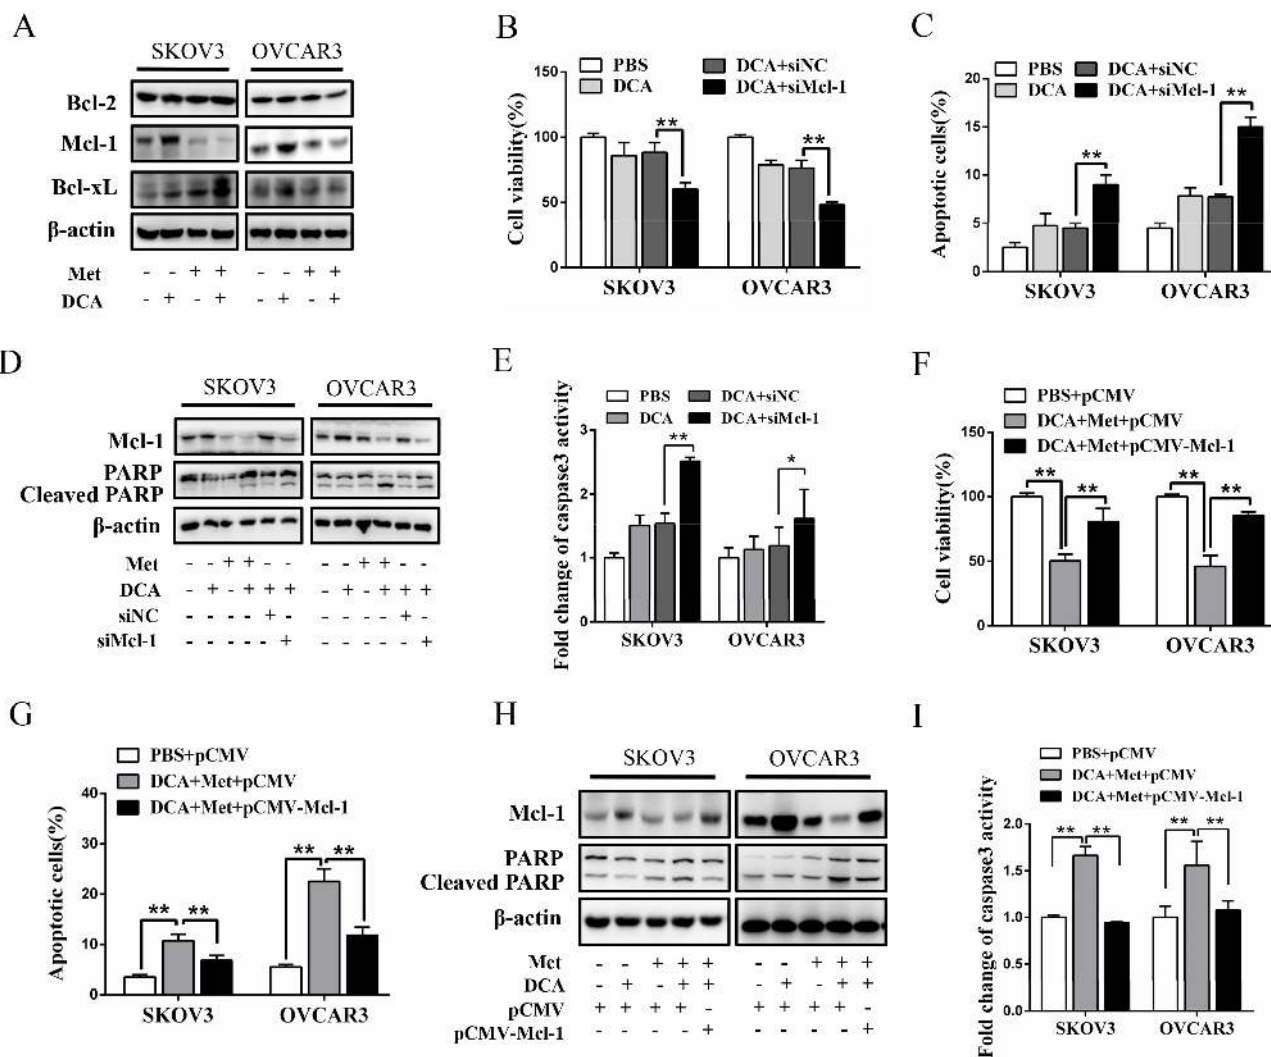 A
SKOV3 OVCAR3
Bcl-2
Mcl-1
Bcl-xL
β-actin
Met - - + + - - + +
DCA - + - + - + - +
B
PBS DCA+siNC
DCA DCA+siMcl-1
Cell viability(%)
150
100
50
0
** **
SKOV3 OVCAR3
C
PBS DCA+siNC
DCA DCA+siMcl-1
Apoptotic cells(%)
20
15
10
5
0
** **
SKOV3 OVCAR3
D
SKOV3 OVCAR3
Mcl-1
PARP
Cleaved PARP
β-actin
Met - - + + - - - - + + - -
DCA - + - + + + - + - + + +
siNC - - - - + - - - - - + -
siMcl-1 - - - - - + - - - - - +
E
PBS DCA+siNC
DCA DCA+siMcl-1
Fold change of caspase3 activity
3
2
1
0
** *
SKOV3 OVCAR3
F
PBS+pCMV
DCA+Met+pCMV
DCA+Met+pCMV-Mcl-1
Cell viability(%)
150
100
50
0
** ** ** **
SKOV3 OVCAR3
G
PBS+pCMV
DCA+Met+pCMV
DCA+Met+pCMV-Mcl-1
Apoptotic cells(%)
40
30
20
10
0
** ** ** **
SKOV3 OVCAR3
H
SKOV3 OVCAR3
Mcl-1
PARP
Cleaved PARP
β-actin
Met - - + + + - - + + +
DCA - + - + + - + - + +
pCMV + + + + - + + + + -
pCMV-Mcl-1 - - - - + - - - - +
I
PBS+pCMV
DCA+Met+pCMV
DCA+Met+pCMV-Mcl-1
Fold change of caspase3 activity
2.0
1.5
1.0
0.5
0.0
** ** ** **
SKOV3 OVCAR3